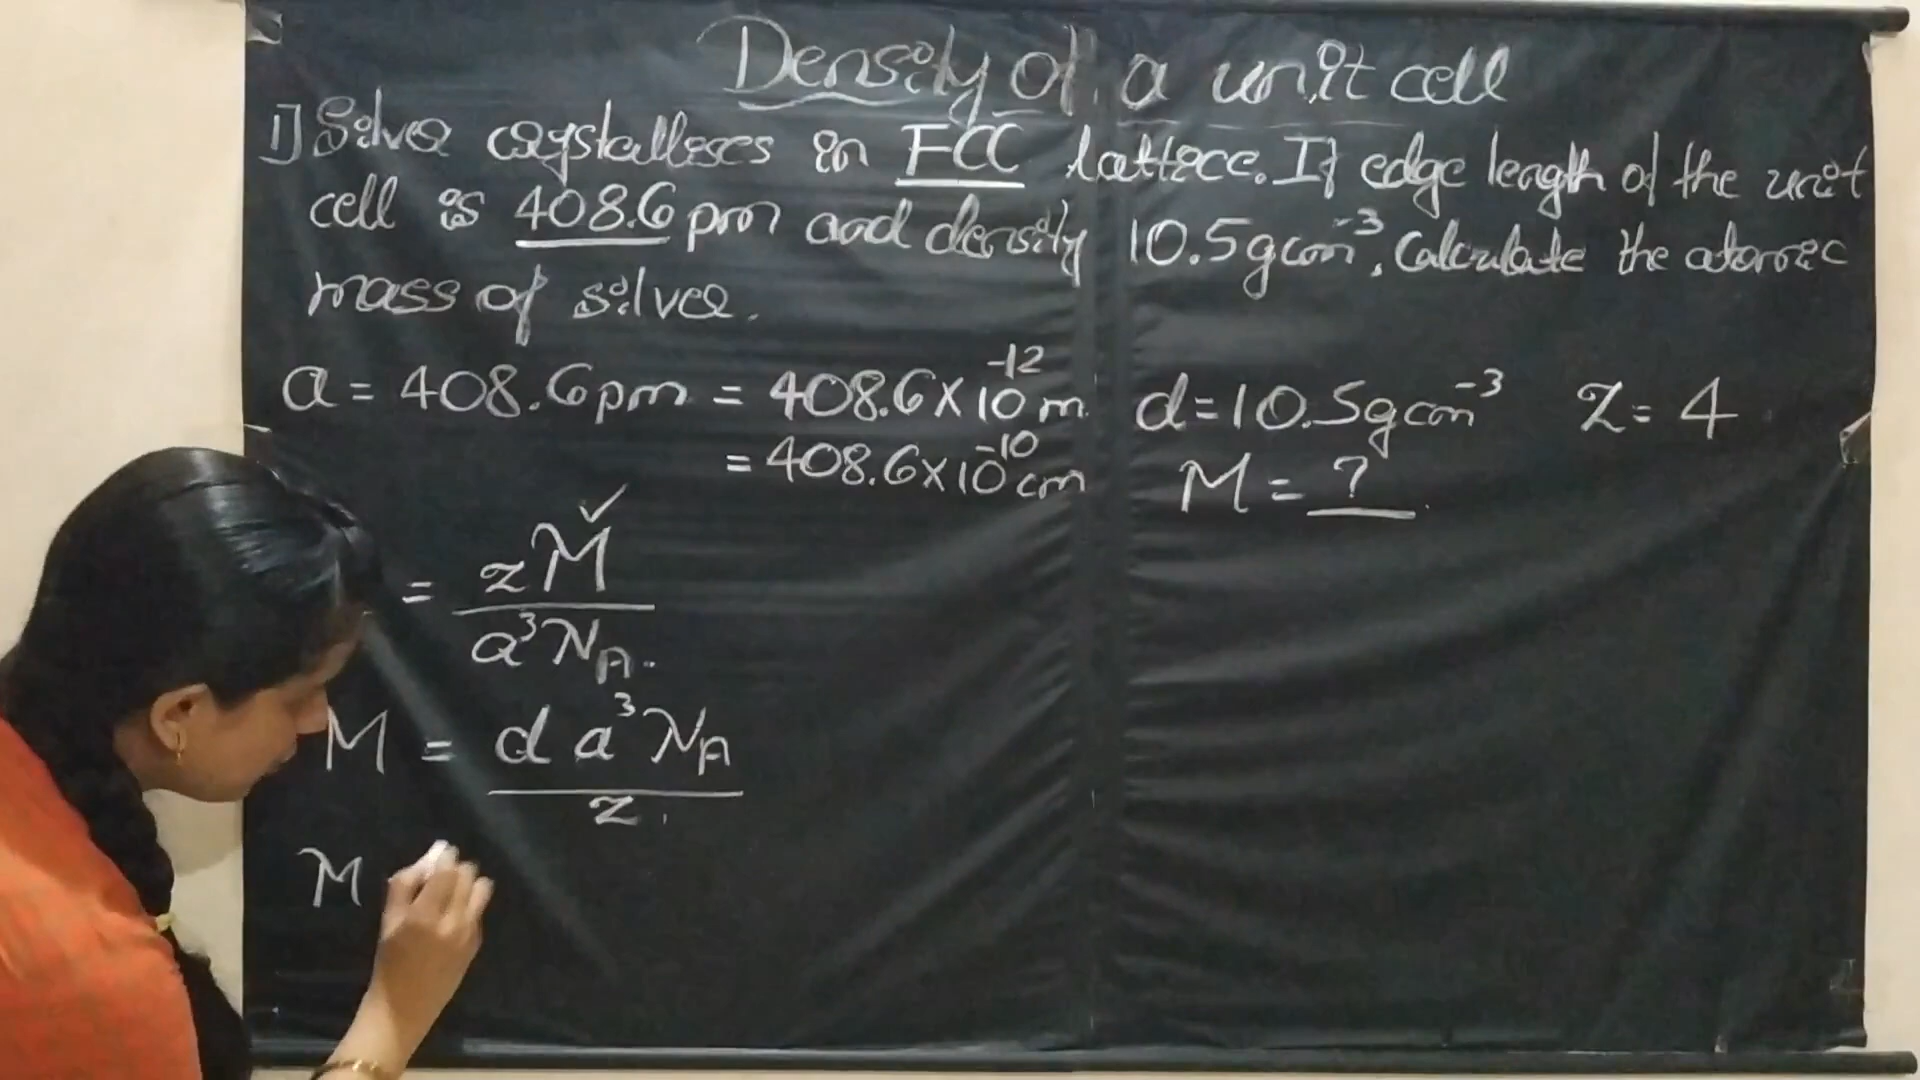 Density of a unit cell
1] Silver crystallises in FCC lattice. If edge length of the unit
cell is 408.6 pm and density 10.5 g cm⁻³. Calculate the atomic
mass of silver.
a = 408.6 pm = 408.6 × 10⁻¹² m
= 408.6 × 10⁻¹⁰ cm
d = 10.5 g cm⁻³ Z = 4
M = ?
= zM ✓
a³ N_A.
M = d a³ N_A
z.
M